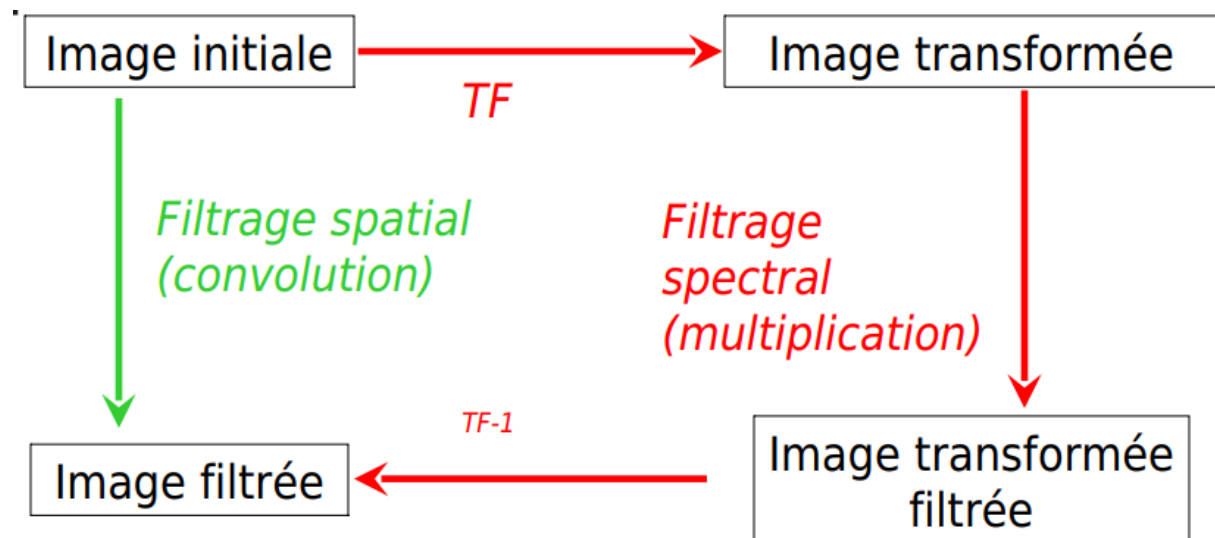 Image initiale
Image transformée
TF
Filtrage spatial
(convolution)
Filtrage
spectral
(multiplication)
TF-1
Image filtrée
Image transformée
filtrée